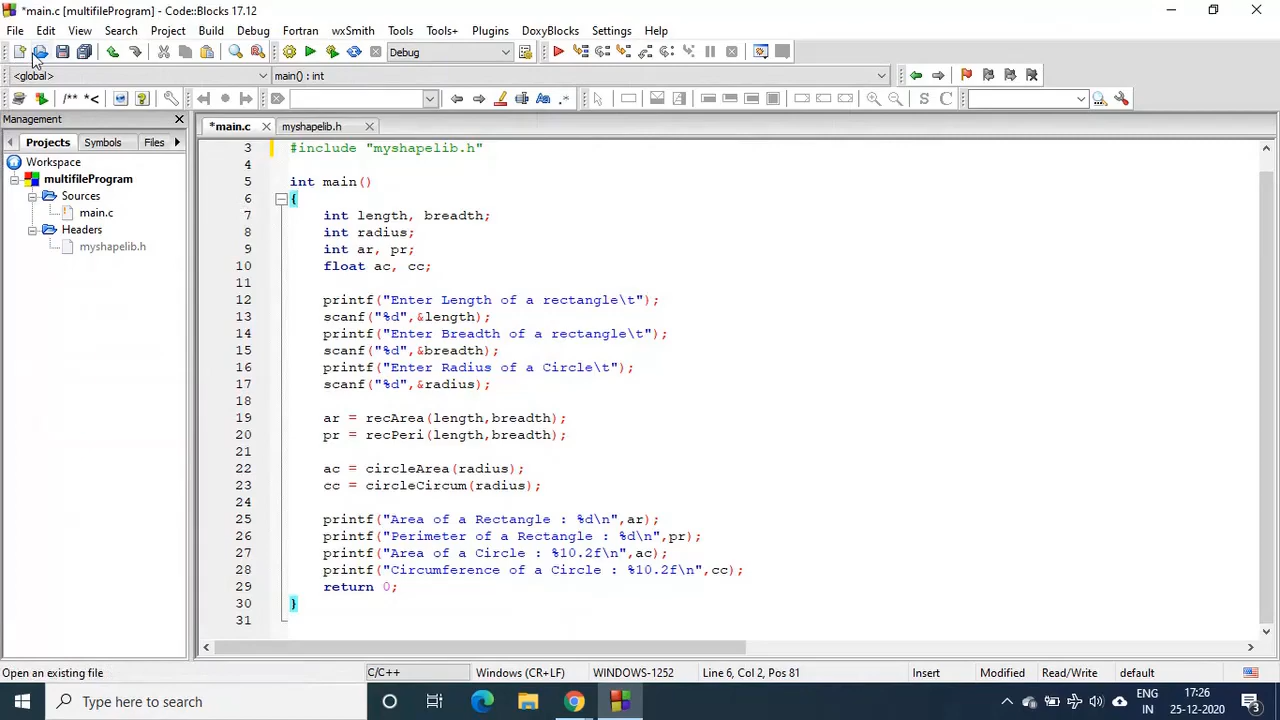 *main.c [multifileProgram] - Code::Blocks 17.12
File Edit View Search Project Build Debug Fortran wxSmith Tools Tools+ Plugins DoxyBlocks Settings Help
Debug
<global> main() : int
/** *<
Management
Projects Symbols Files
*main.c myshapelib.h
Workspace
multifileProgram
Sources
main.c
Headers
myshapelib.h
3 #include "myshapelib.h"
4
5 int main()
6 {
7 int length, breadth;
8 int radius;
9 int ar, pr;
10 float ac, cc;
11
12 printf("Enter Length of a rectangle\t");
13 scanf("%d",&length);
14 printf("Enter Breadth of a rectangle\t");
15 scanf("%d",&breadth);
16 printf("Enter Radius of a Circle\t");
17 scanf("%d",&radius);
18
19 ar = recArea(length,breadth);
20 pr = recPeri(length,breadth);
21
22 ac = circleArea(radius);
23 cc = circleCircum(radius);
24
25 printf("Area of a Rectangle : %d\n",ar);
26 printf("Perimeter of a Rectangle : %d\n",pr);
27 printf("Area of a Circle : %10.2f\n",ac);
28 printf("Circumference of a Circle : %10.2f\n",cc);
29 return 0;
30 }
31
Open an existing file C/C++ Windows (CR+LF) WINDOWS-1252 Line 6, Col 2, Pos 81 Insert Modified Read/Write default
Type here to search
ENG
IN
17:26
25-12-2020
3